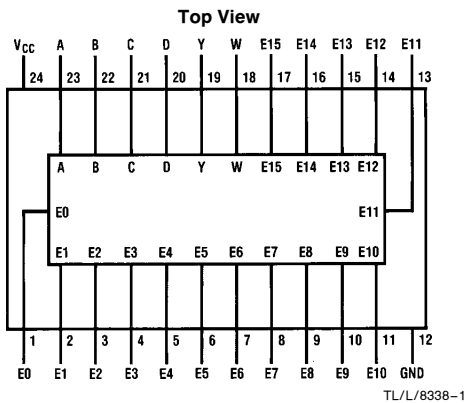 Top View
VCC A B C D Y W E15 E14 E13 E12 E11
24 23 22 21 20 19 18 17 16 15 14 13
A B C D Y W E15 E14 E13 E12
E0 E11
E1 E2 E3 E4 E5 E6 E7 E8 E9 E10
1 2 3 4 5 6 7 8 9 10 11 12
E0 E1 E2 E3 E4 E5 E6 E7 E8 E9 E10 GND
TL/L/8338–1